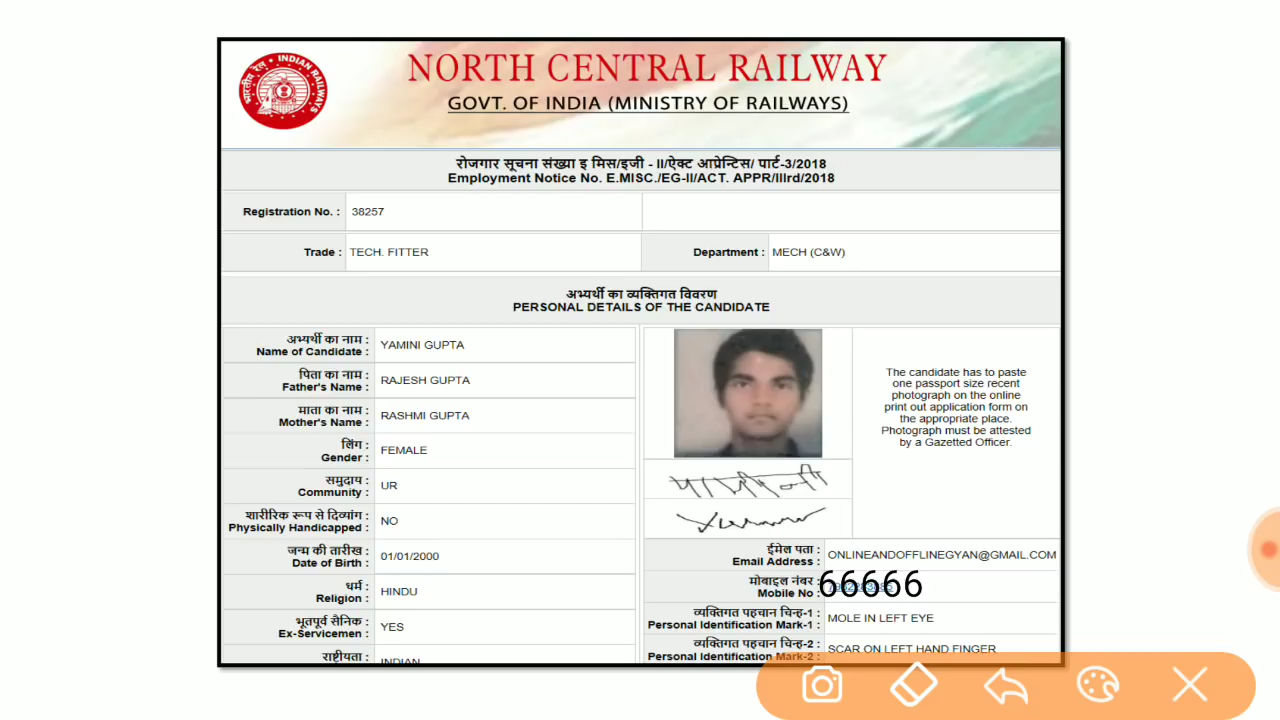 भारतीय रेल • INDIAN RAILWAYS
NORTH CENTRAL RAILWAY
GOVT. OF INDIA (MINISTRY OF RAILWAYS)
रोजगार सूचना संख्या इ मिस/इजी - II/ऐक्ट आप्रेन्टिस/ पार्ट-3/2018
Employment Notice No. E.MISC./EG-II/ACT. APPR/IIIrd/2018
Registration No. : 38257
Trade : TECH. FITTER
Department : MECH (C&W)
अभ्यर्थी का व्यक्तिगत विवरण
PERSONAL DETAILS OF THE CANDIDATE
अभ्यर्थी का नाम :
Name of Candidate : YAMINI GUPTA
पिता का नाम :
Father's Name : RAJESH GUPTA
माता का नाम :
Mother's Name : RASHMI GUPTA
लिंग :
Gender : FEMALE
समुदाय :
Community : UR
शारीरिक रूप से दिव्यांग :
Physically Handicapped : NO
जन्म की तारीख :
Date of Birth : 01/01/2000
धर्म :
Religion : HINDU
भूतपूर्व सैनिक :
Ex-Servicemen : YES
राष्ट्रीयता :
INDIAN
The candidate has to paste
one passport size recent
photograph on the online
print out application form on
the appropriate place.
Photograph must be attested
by a Gazetted Officer.
यामिनी
ईमेल पता :
Email Address : ONLINEANDOFFLINEGYAN@GMAIL.COM
मोबाइल नंबर :
Mobile No : 66666
व्यक्तिगत पहचान चिन्ह-1 :
Personal Identification Mark-1 : MOLE IN LEFT EYE
व्यक्तिगत पहचान चिन्ह-2 :
Personal Identification Mark-2 : SCAR ON LEFT HAND FINGER